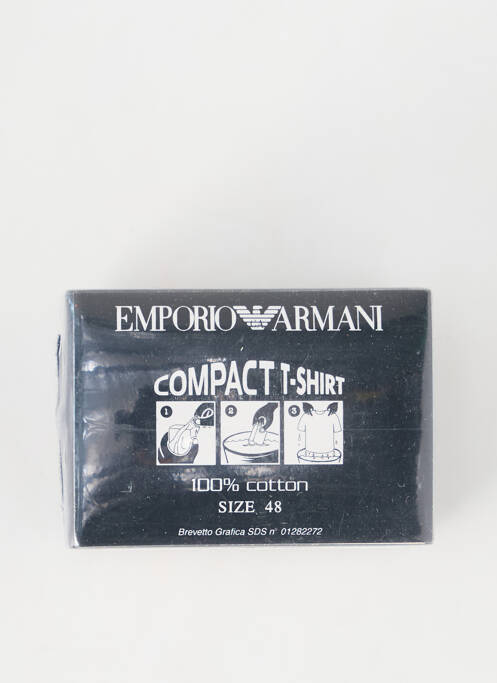 EMPORIO ARMANI
COMPACT T-SHIRT
1 2 3
100% cotton
SIZE 48
Brevetto Grafica SDS n° 01282272